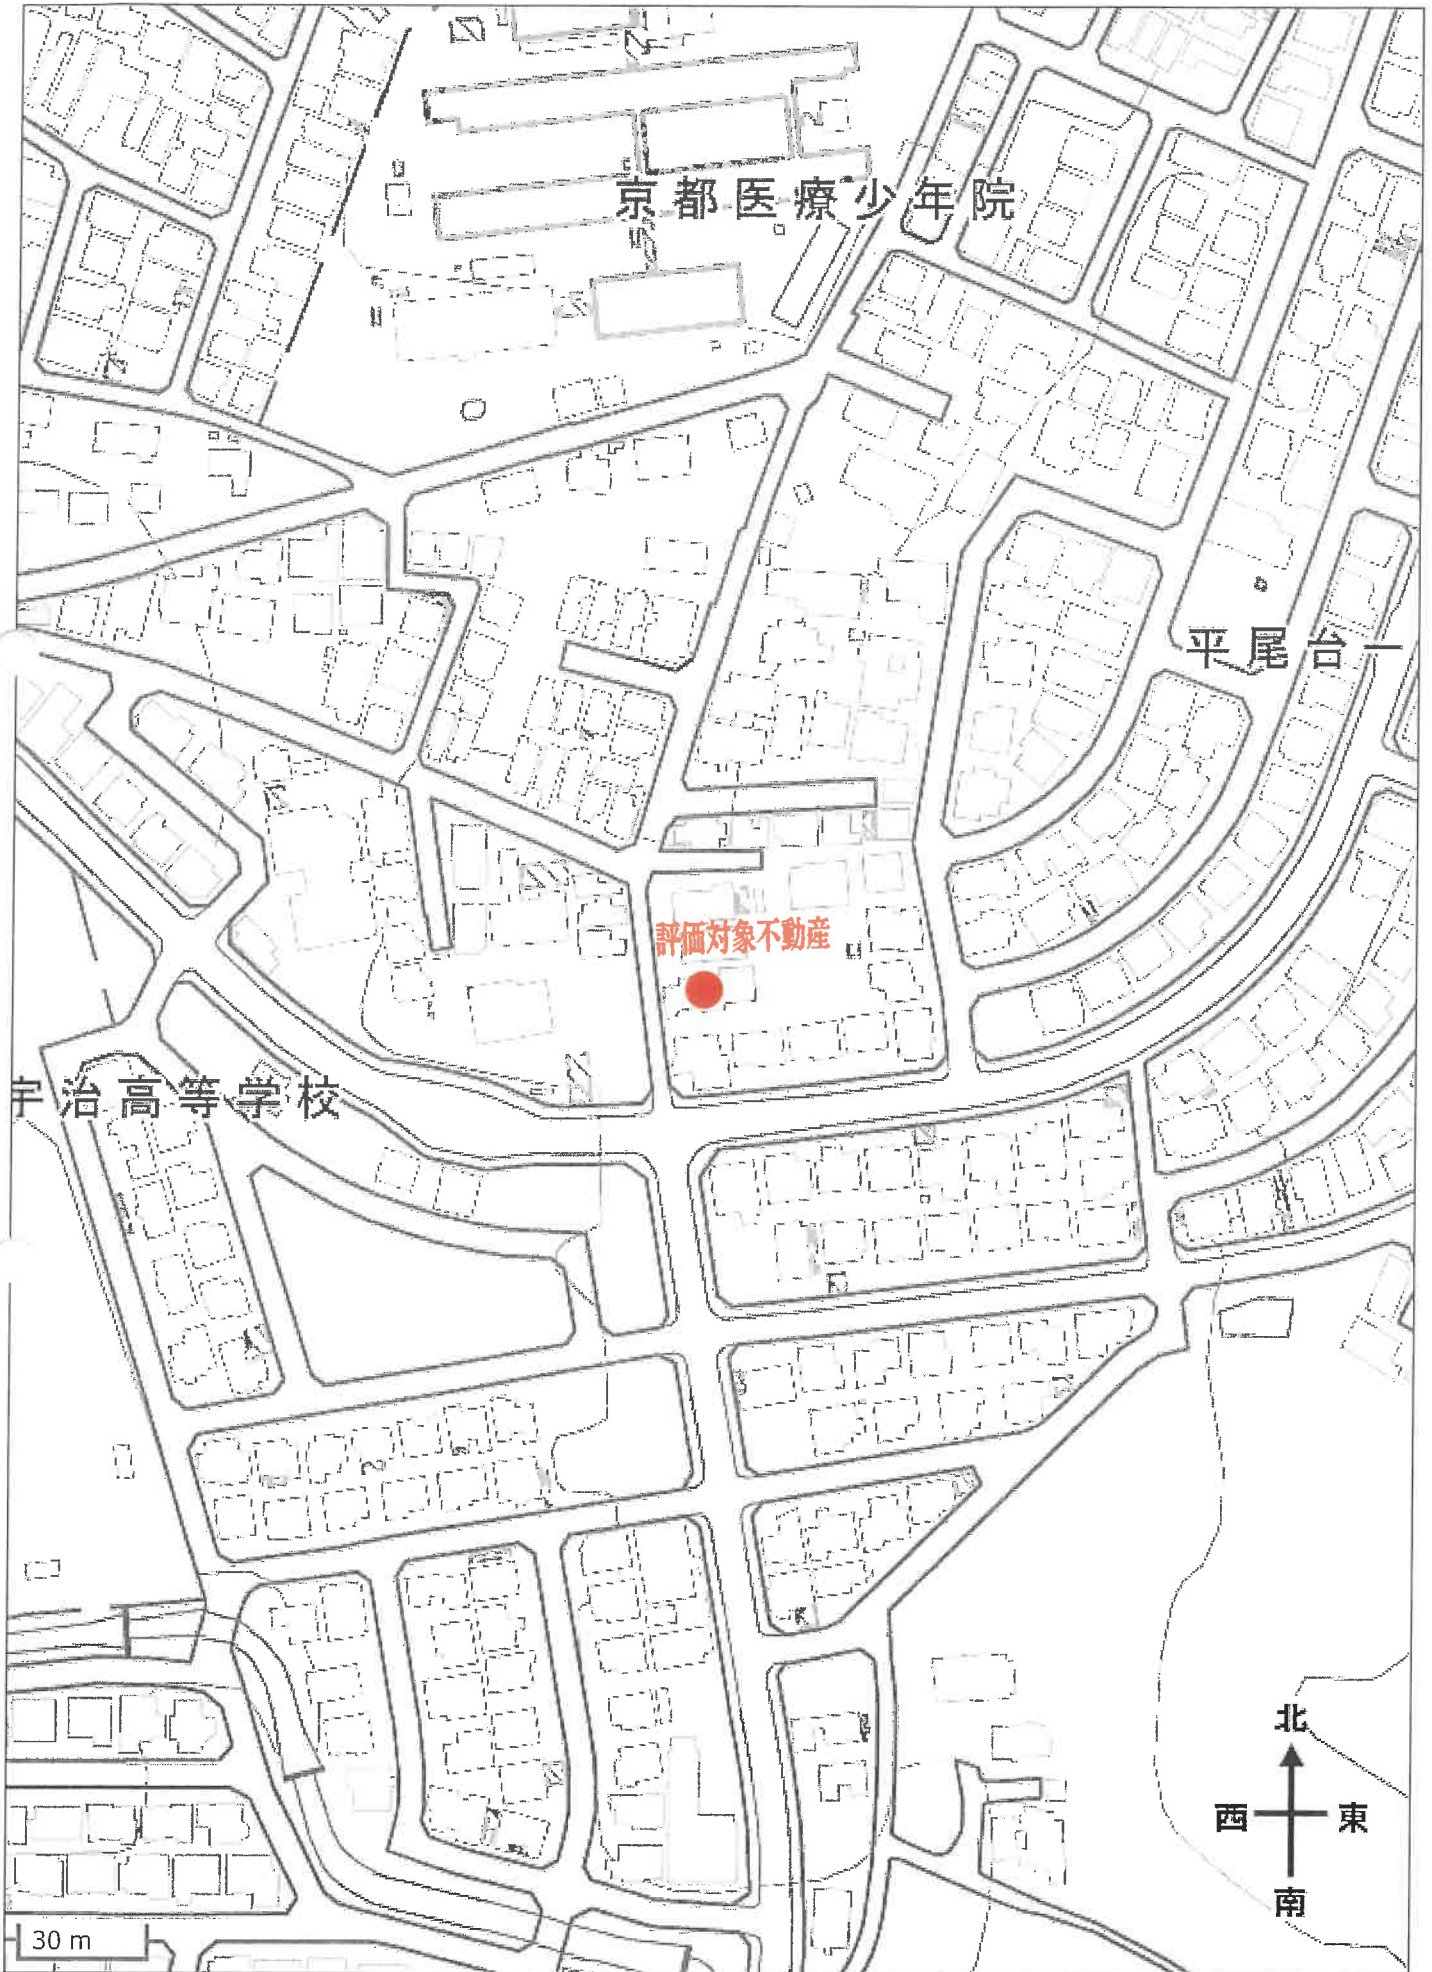 京都医療少年院
平尾台一
評価対象不動産
宇治高等学校
北
西 東
南
30 m